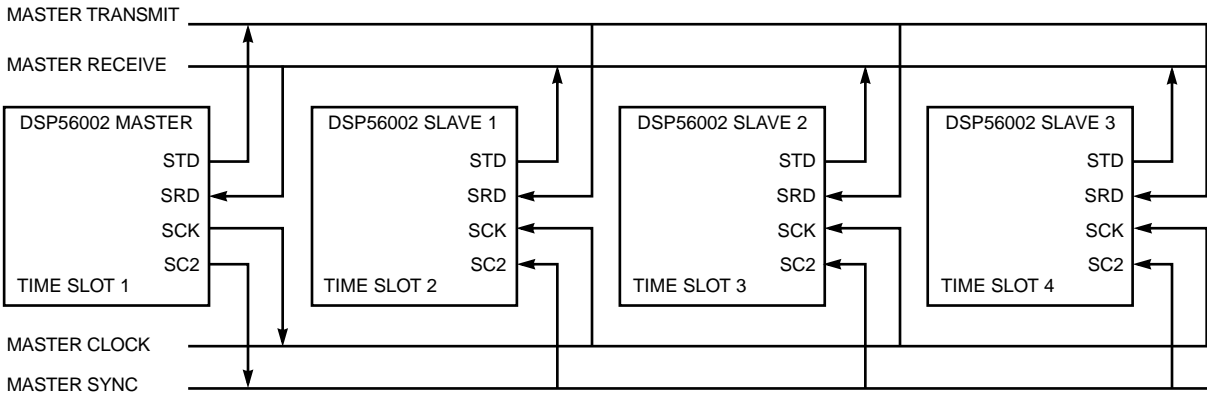 MASTER TRANSMIT
MASTER RECEIVE
DSP56002 MASTER
STD
SRD
SCK
SC2
TIME SLOT 1
DSP56002 SLAVE 1
STD
SRD
SCK
SC2
TIME SLOT 2
DSP56002 SLAVE 2
STD
SRD
SCK
SC2
TIME SLOT 3
DSP56002 SLAVE 3
STD
SRD
SCK
SC2
TIME SLOT 4
MASTER CLOCK
MASTER SYNC